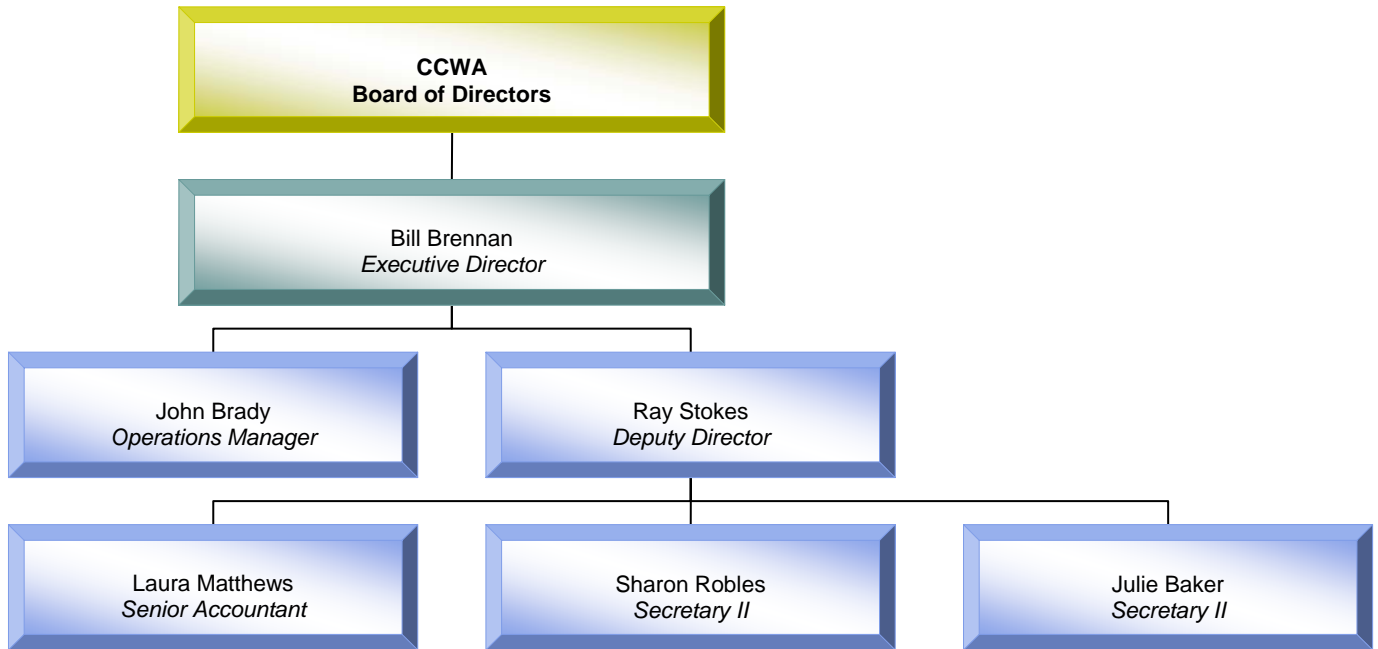 CCWA
Board of Directors
Bill Brennan
Executive Director
John Brady
Operations Manager
Ray Stokes
Deputy Director
Laura Matthews
Senior Accountant
Sharon Robles
Secretary II
Julie Baker
Secretary II